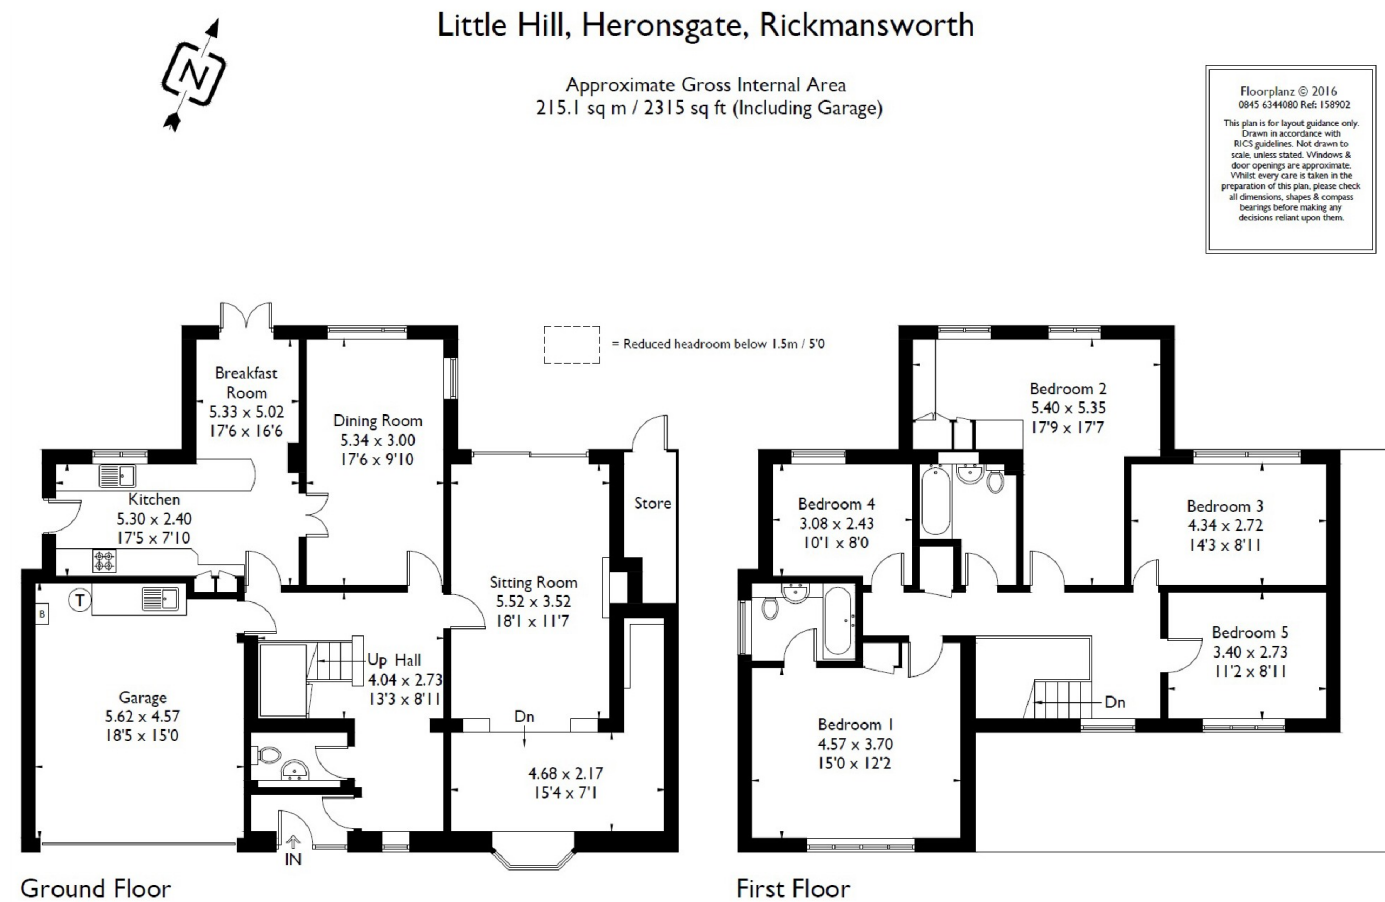 Little Hill, Heronsgate, Rickmansworth
N
Approximate Gross Internal Area
215.1 sq m / 2315 sq ft (Including Garage)
Floorplanz © 2016
0845 6344080 Ref: 158902
This plan is for layout guidance only.
Drawn in accordance with
RICS guidelines. Not drawn to
scale, unless stated. Windows &
door openings are approximate.
Whilst every care is taken in the
preparation of this plan, please check
all dimensions, shapes & compass
bearings before making any
decisions reliant upon them.
= Reduced headroom below 1.5m / 5'0
Breakfast
Room
5.33 x 5.02
17'6 x 16'6
Dining Room
5.34 x 3.00
17'6 x 9'10
Kitchen
5.30 x 2.40
17'5 x 7'10
Store
Sitting Room
5.52 x 3.52
18'1 x 11'7
T
B
Up
Hall
4.04 x 2.73
13'3 x 8'11
Garage
5.62 x 4.57
18'5 x 15'0
Dn
4.68 x 2.17
15'4 x 7'1
IN
Ground Floor
Bedroom 2
5.40 x 5.35
17'9 x 17'7
Bedroom 4
3.08 x 2.43
10'1 x 8'0
Bedroom 3
4.34 x 2.72
14'3 x 8'11
Bedroom 5
3.40 x 2.73
11'2 x 8'11
Dn
Bedroom 1
4.57 x 3.70
15'0 x 12'2
First Floor